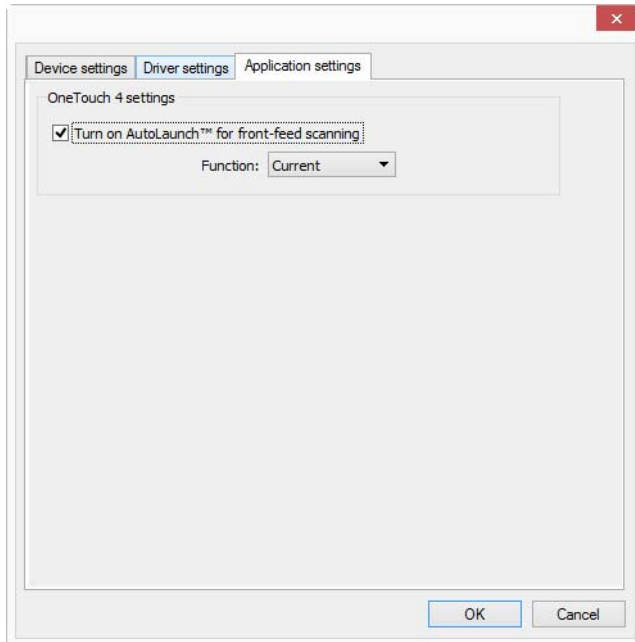 Device settings Driver settings Application settings
OneTouch 4 settings
Turn on AutoLaunch™ for front-feed scanning
Function: Current
OK Cancel